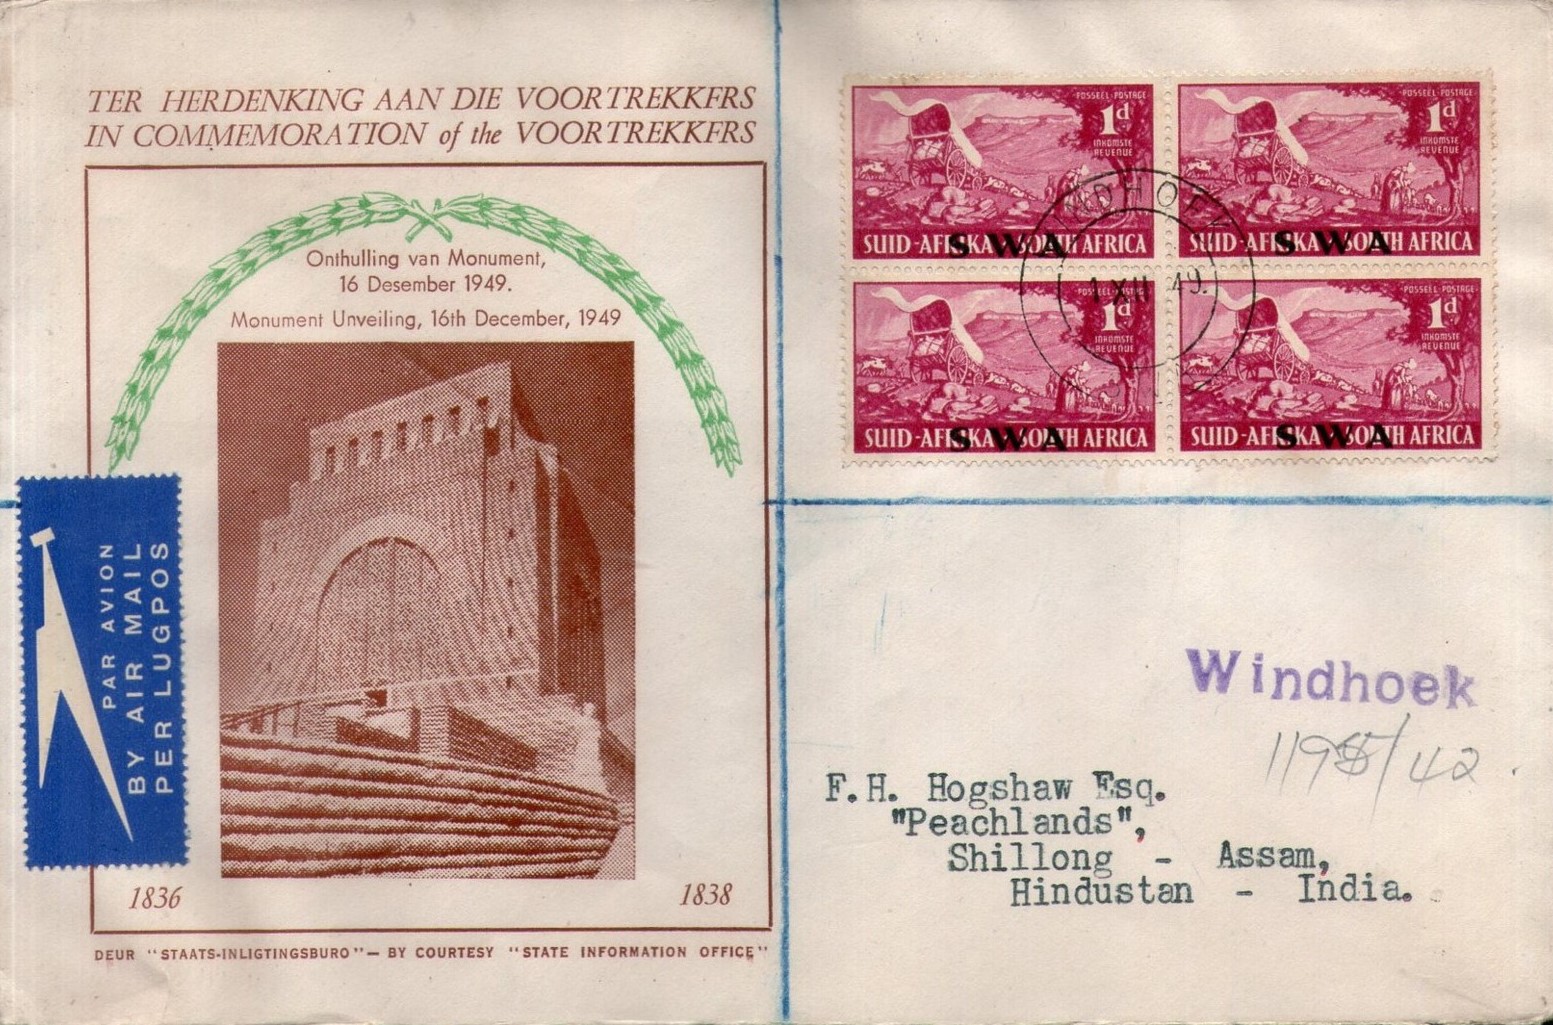 TER HERDENKING AAN DIE VOORTREKKERS
IN COMMEMORATION of the VOORTREKKERS
Onthulling van Monument,
16 Desember 1949.
Monument Unveiling, 16th December, 1949
PAR AVION
BY AIR MAIL
PER LUGPOS
1836
1838
DEUR "STAATS-INLIGTINGSBURO" — BY COURTESY "STATE INFORMATION OFFICE"
POSSEEL-POSTAGE
1d
INKOMSTE
REVENUE
SUID-AFRIKA SOUTH AFRICA
SWA
POSSEEL-POSTAGE
1d
INKOMSTE
REVENUE
SUID-AFRIKA SOUTH AFRICA
SWA
POSSEEL-POSTAGE
1d
INKOMSTE
REVENUE
SUID-AFRIKA SOUTH AFRICA
SWA
POSSEEL-POSTAGE
1d
INKOMSTE
REVENUE
SUID-AFRIKA SOUTH AFRICA
SWA
WINDHOEK
1 XII 49.
Windhoek
F.H. Hogshaw Esq.
"Peachlands",
Shillong - Assam,
Hindustan - India.